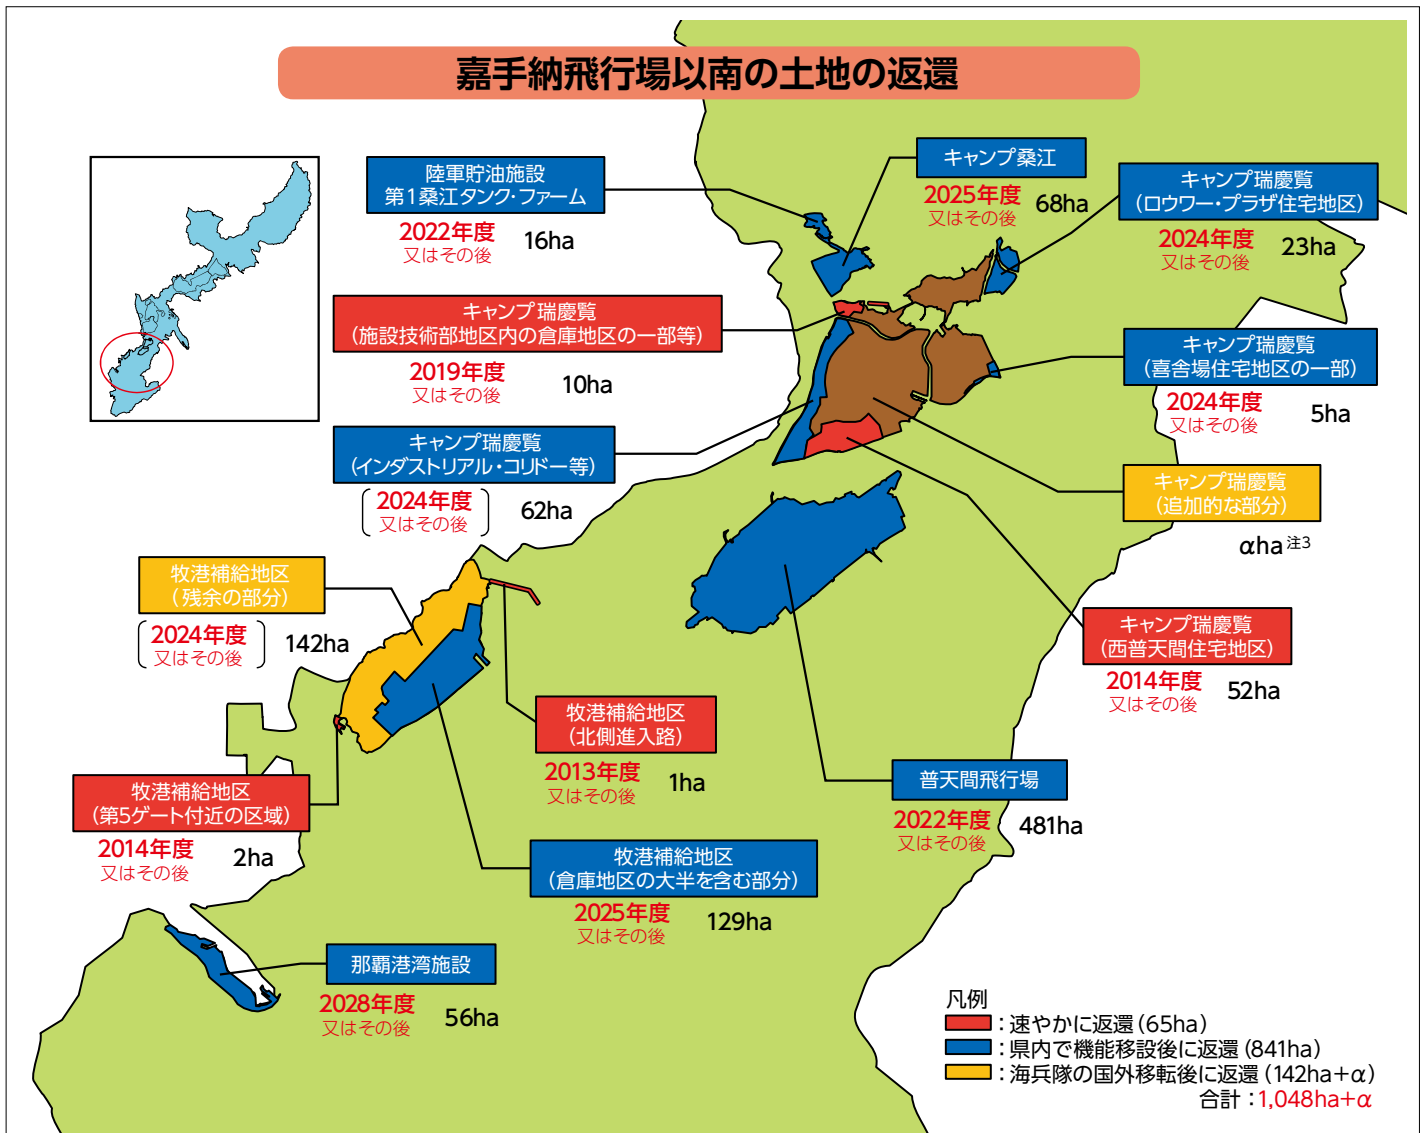 嘉手納飛行場以南の土地の返還
陸軍貯油施設
第1桑江タンク・ファーム
2022年度
又はその後
16ha
キャンプ桑江
2025年度
又はその後
68ha
キャンプ瑞慶覧
(ロウワー・プラザ住宅地区)
2024年度
又はその後
23ha
キャンプ瑞慶覧
(施設技術部地区内の倉庫地区の一部等)
2019年度
又はその後
10ha
キャンプ瑞慶覧
(喜舎場住宅地区の一部)
2024年度
又はその後
5ha
キャンプ瑞慶覧
(インダストリアル・コリドー等)
2024年度
又はその後
62ha
キャンプ瑞慶覧
(追加的な部分)
αha 注3
牧港補給地区
(残余の部分)
2024年度
又はその後
142ha
キャンプ瑞慶覧
(西普天間住宅地区)
2014年度
又はその後
52ha
牧港補給地区
(北側進入路)
2013年度
又はその後
1ha
普天間飛行場
2022年度
又はその後
481ha
牧港補給地区
(第5ゲート付近の区域)
2014年度
又はその後
2ha
牧港補給地区
(倉庫地区の大半を含む部分)
2025年度
又はその後
129ha
那覇港湾施設
2028年度
又はその後
56ha
凡例
:速やかに返還(65ha)
:県内で機能移設後に返還(841ha)
:海兵隊の国外移転後に返還(142ha+α)
合計:1,048ha+α